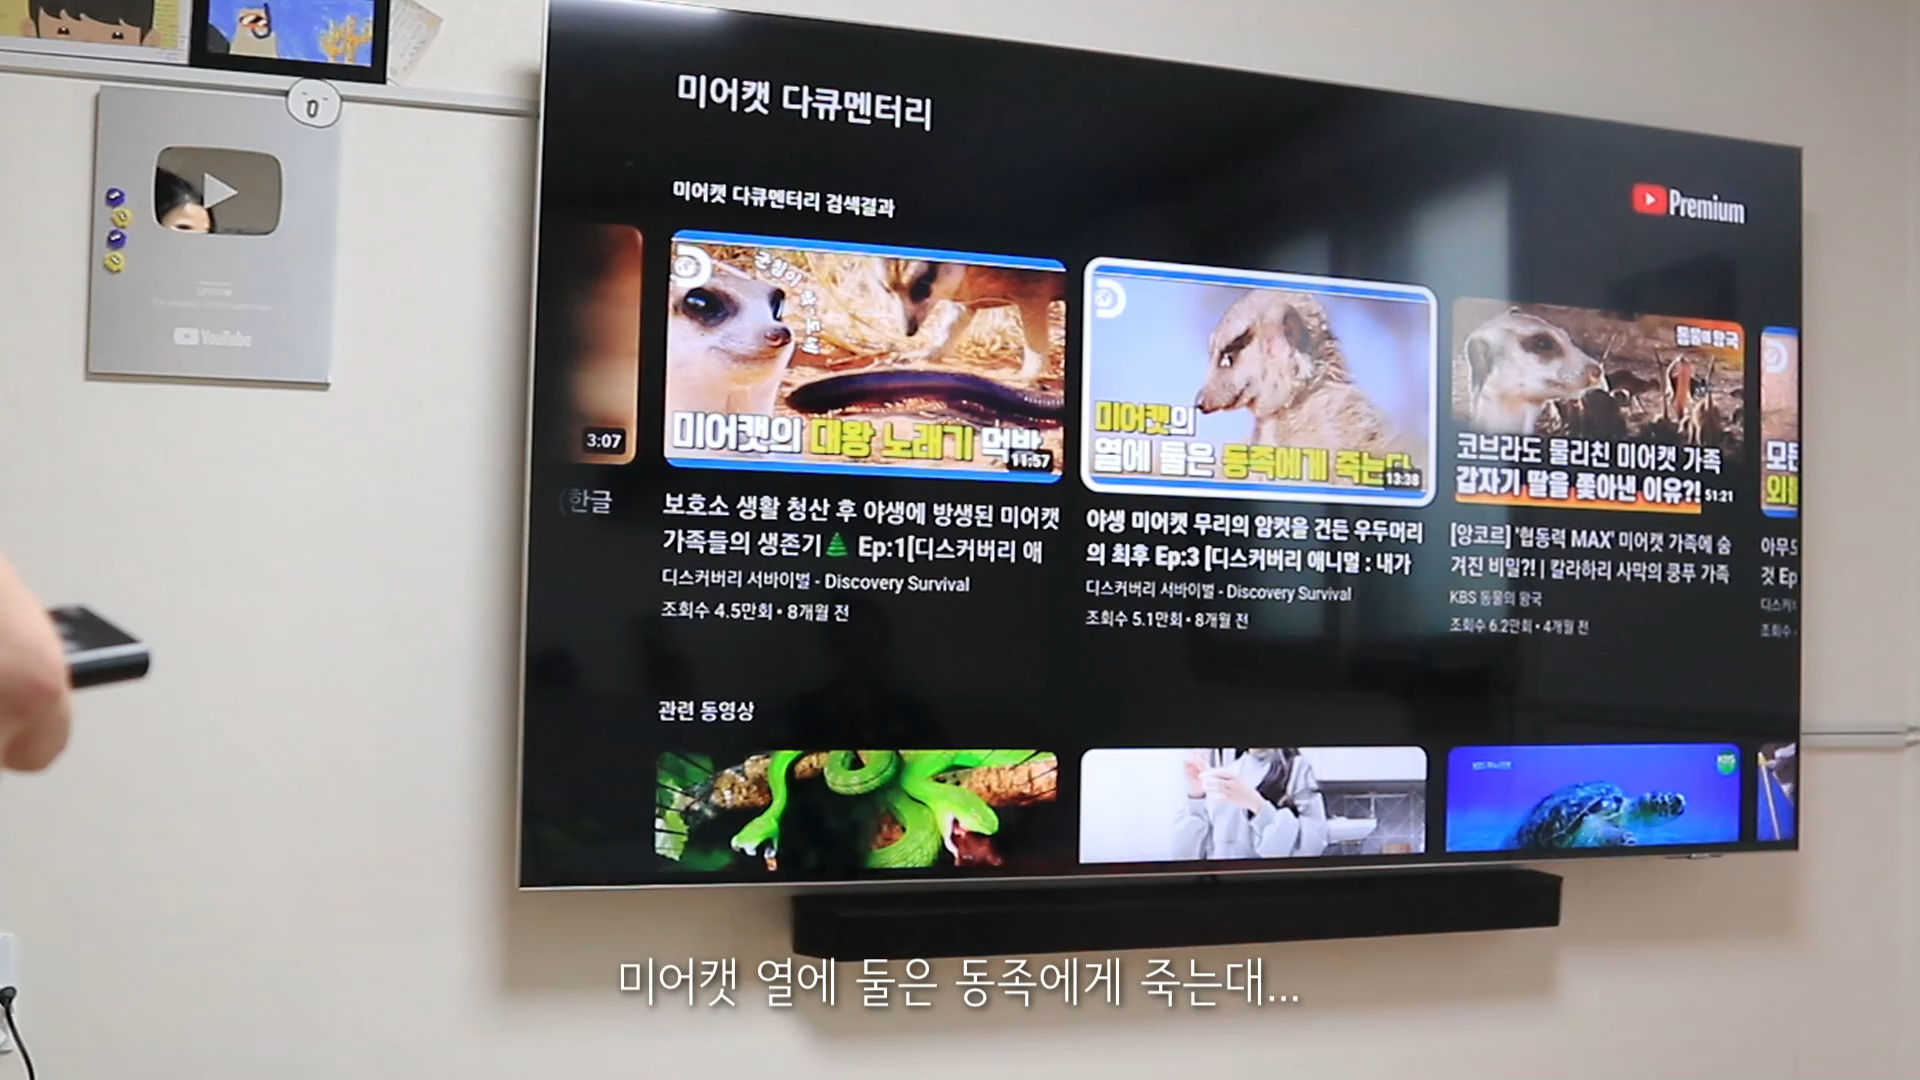 미어캣 다큐멘터리
미어캣 다큐멘터리 검색결과
Premium
YouTube
미어캣의 대왕 노래기 먹방
11:57
3:07
(한글
보호소 생활 청산 후 야생에 방생된 미어캣
가족들의 생존기🌲 Ep:1[디스커버리 애
디스커버리 서바이벌 - Discovery Survival
조회수 4.5만회 • 8개월 전
미어캣의
열에 둘은 동족에게 죽는다
13:38
야생 미어캣 무리의 암컷을 건든 우두머리
의 최후 Ep:3 [디스커버리 애니멀 : 내가
디스커버리 서바이벌 - Discovery Survival
조회수 5.1만회 • 8개월 전
동물의 왕국
코브라도 물리친 미어캣 가족
갑자기 딸을 쫓아낸 이유?!
51:21
[앙코르] '협동력 MAX' 미어캣 가족에 숨
겨진 비밀?! | 칼라하리 사막의 쿵푸 가족
KBS 동물의 왕국
조회수 6.2만회 • 4개월 전
것 Ep
조회수
관련 동영상
KBS
미어캣 열에 둘은 동족에게 죽는대...